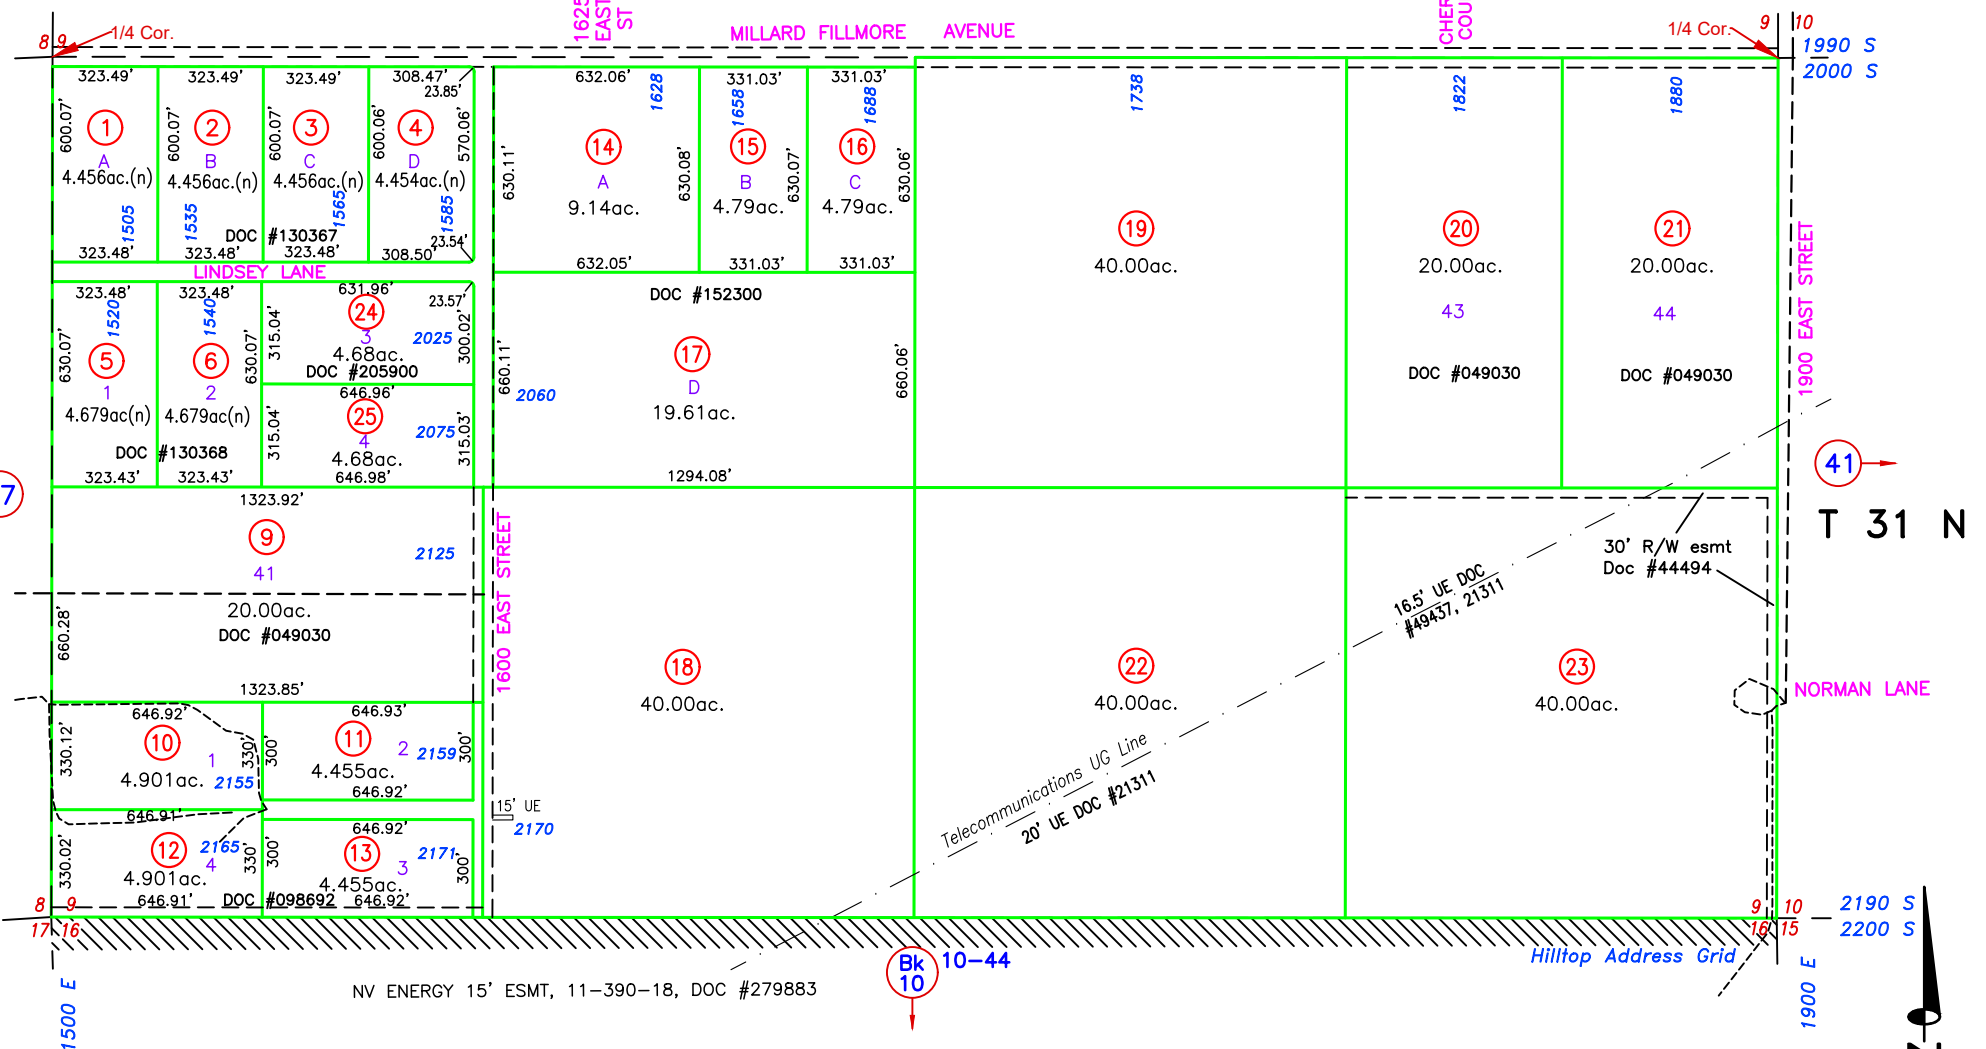 1625
EAST
ST
CHER
COU
MILLARD FILLMORE AVENUE
8 9
1/4 Cor.
1/4 Cor.
9 10
1990 S
2000 S
323.49'
323.49'
323.49'
308.47'
23.85'
632.06'
331.03'
331.03'
1628
1658
1688
1738
1822
1880
600.07'
1
A
4.456ac.(n)
1505
600.07'
2
B
4.456ac.(n)
1535
600.07'
3
C
4.456ac.(n)
1565
600.06'
4
D
4.454ac.(n)
1585
570.06'
DOC #130367
323.48'
323.48'
323.48'
308.50'
23.54'
630.11'
14
A
9.14ac.
630.08'
15
B
4.79ac.
630.07'
16
C
4.79ac.
630.06'
632.05'
331.03'
331.03'
19
40.00ac.
20
20.00ac.
43
DOC #049030
21
20.00ac.
44
DOC #049030
1900 EAST STREET
LINDSEY LANE
323.48'
323.48'
631.96'
23.57'
630.07'
1520
5
1
4.679ac(n)
1540
6
2
4.679ac(n)
630.07'
DOC #130368
323.43'
323.43'
315.04'
24
3
2025
4.68ac.
300.02'
DOC #205900
646.96'
315.04'
25
4
2075
4.68ac.
315.03'
646.98'
DOC #152300
660.11'
2060
17
D
19.61ac.
660.06'
1294.08'
41
T 31 N
7
1323.92'
9
41
2125
20.00ac.
DOC #049030
660.28'
1323.85'
1600 EAST STREET
30' R/W esmt
Doc #44494
16.5' UE DOC
#49437, 21311
18
40.00ac.
22
40.00ac.
23
40.00ac.
NORMAN LANE
646.92'
330.12'
10
1
4.901ac.
2155
330'
646.91'
646.93'
300'
11
2
2159
4.455ac.
300'
646.92'
15' UE
2170
Telecommunications UG Line
20' UE DOC #21311
330.02'
12
2165
4
4.901ac.
330'
646.91'
646.92'
300'
13
2171
3
4.455ac.
300'
DOC #098692
646.92'
8 9
17 16
9 10
16 15
2190 S
2200 S
Hilltop Address Grid
Bk
10
10-44
NV ENERGY 15' ESMT, 11-390-18, DOC #279883
1500 E
1900 E